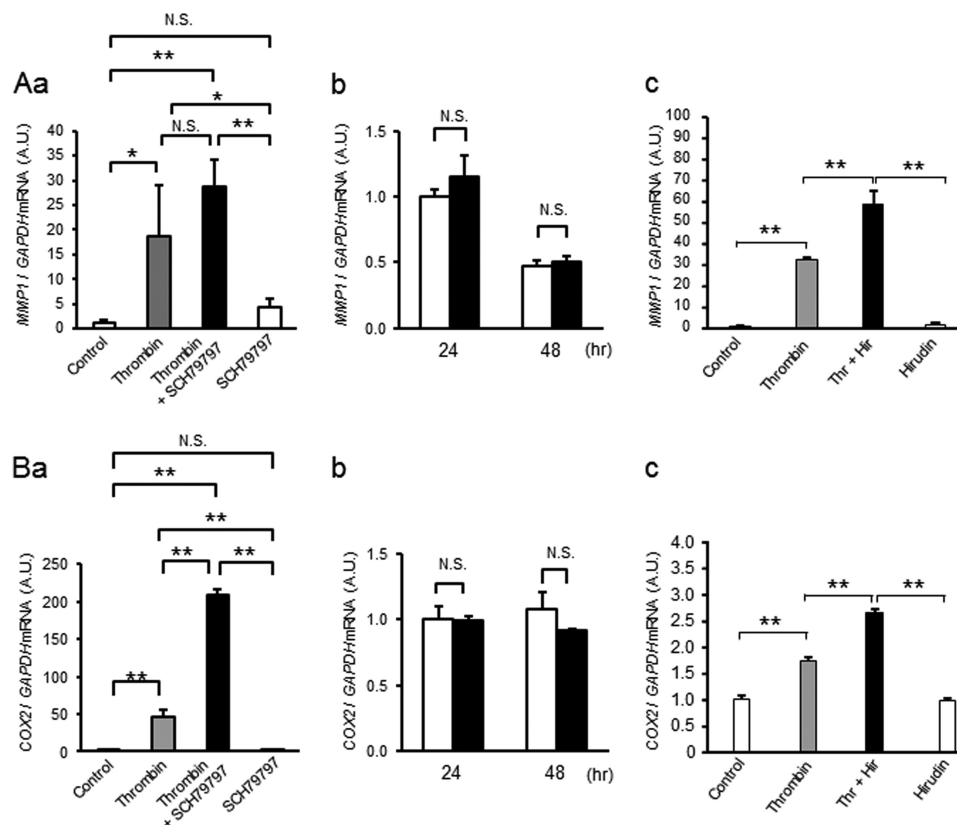 Aa
N.S.
**
*
N.S.
**
*
MMP1 / GAPDH mRNA (A.U.)
40
35
30
25
20
15
10
5
0
Control
Thrombin
Thrombin
+ SCH79797
SCH79797
b
N.S.
N.S.
MMP1 / GAPDH mRNA (A.U.)
1.5
1.0
0.5
0.0
24
48
(hr)
c
**
**
**
MMP1 / GAPDH mRNA (A.U.)
100
90
80
70
60
50
40
30
20
10
0
Control
Thrombin
Thr + Hir
Hirudin
Ba
N.S.
**
**
**
**
**
COX2 / GAPDH mRNA (A.U.)
250
200
150
100
50
0
Control
Thrombin
Thrombin
+ SCH79797
SCH79797
b
N.S.
N.S.
COX2 / GAPDH mRNA (A.U.)
1.5
1.0
0.5
0.0
24
48
(hr)
c
**
**
**
COX2 / GAPDH mRNA (A.U.)
4.0
3.5
3.0
2.5
2.0
1.5
1.0
0.5
0
Control
Thrombin
Thr + Hir
Hirudin